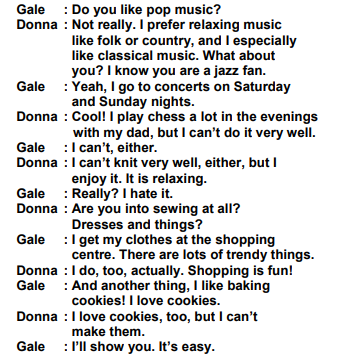 Gale : Do you like pop music?
Donna : Not really. I prefer relaxing music
like folk or country, and I especially
like classical music. What about
you? I know you are a jazz fan.
Gale : Yeah, I go to concerts on Saturday
and Sunday nights.
Donna : Cool! I play chess a lot in the evenings
with my dad, but I can't do it very well.
Gale : I can't, either.
Donna : I can't knit very well, either, but I
enjoy it. It is relaxing.
Gale : Really? I hate it.
Donna : Are you into sewing at all?
Dresses and things?
Gale : I get my clothes at the shopping
centre. There are lots of trendy things.
Donna : I do, too, actually. Shopping is fun!
Gale : And another thing, I like baking
cookies! I love cookies.
Donna : I love cookies, too, but I can't
make them.
Gale : I'll show you. It's easy.